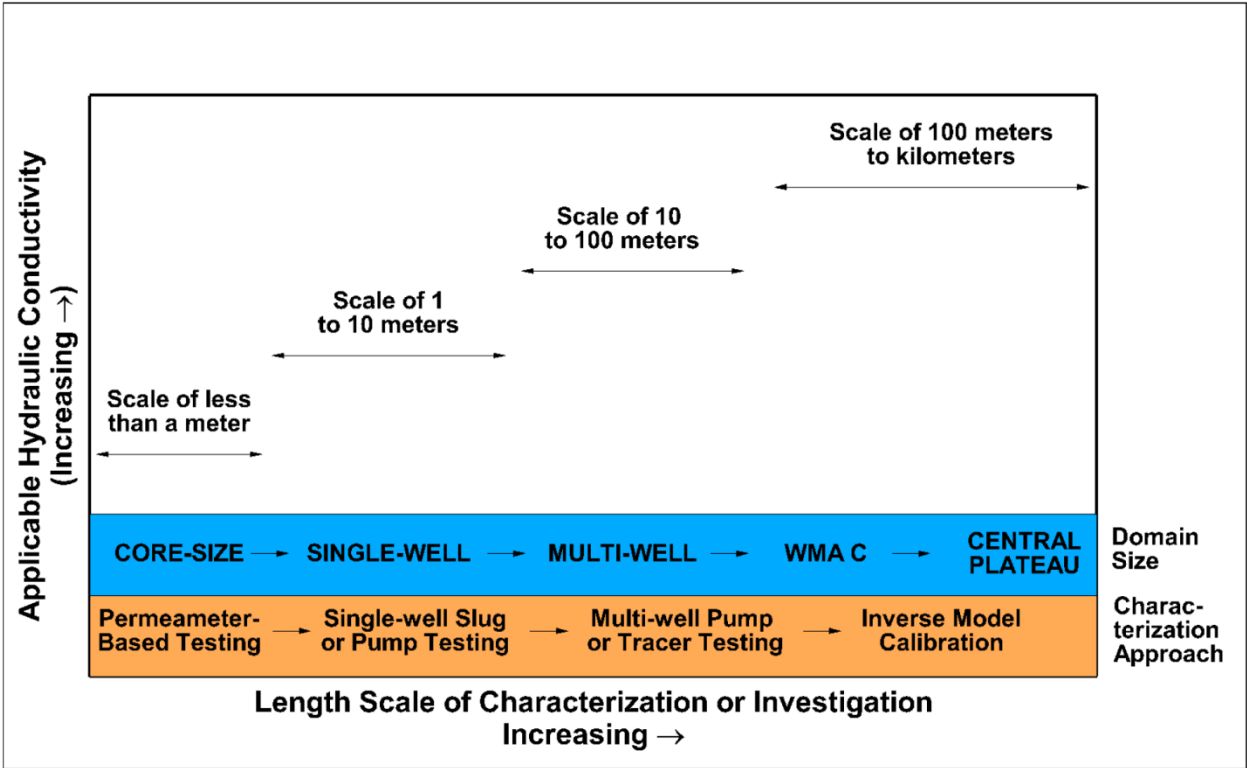 Applicable Hydraulic Conductivity
(Increasing →)
Scale of 100 meters
to kilometers
Scale of 10
to 100 meters
Scale of 1
to 10 meters
Scale of less
than a meter
CORE-SIZE → SINGLE-WELL → MULTI-WELL → WMA C → CENTRAL
PLATEAU
Domain
Size
Permeameter-
Based Testing
Single-well Slug
or Pump Testing
Multi-well Pump
or Tracer Testing
Inverse Model
Calibration
Charac-
terization
Approach
Length Scale of Characterization or Investigation
Increasing →